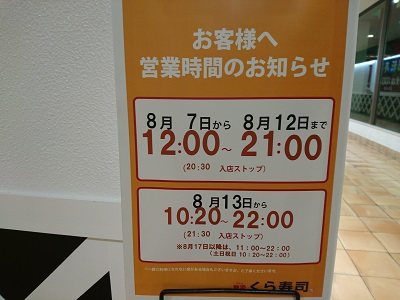 お客様へ
営業時間のお知らせ
8月 7日から 8月12日まで
12:00～21:00
(20:30 入店ストップ)
8月13日から
10:20～22:00
(21:30 入店ストップ)
※8月17日以降は、11:00～22:00
(土日祝日10:20～22:00)
くら寿司